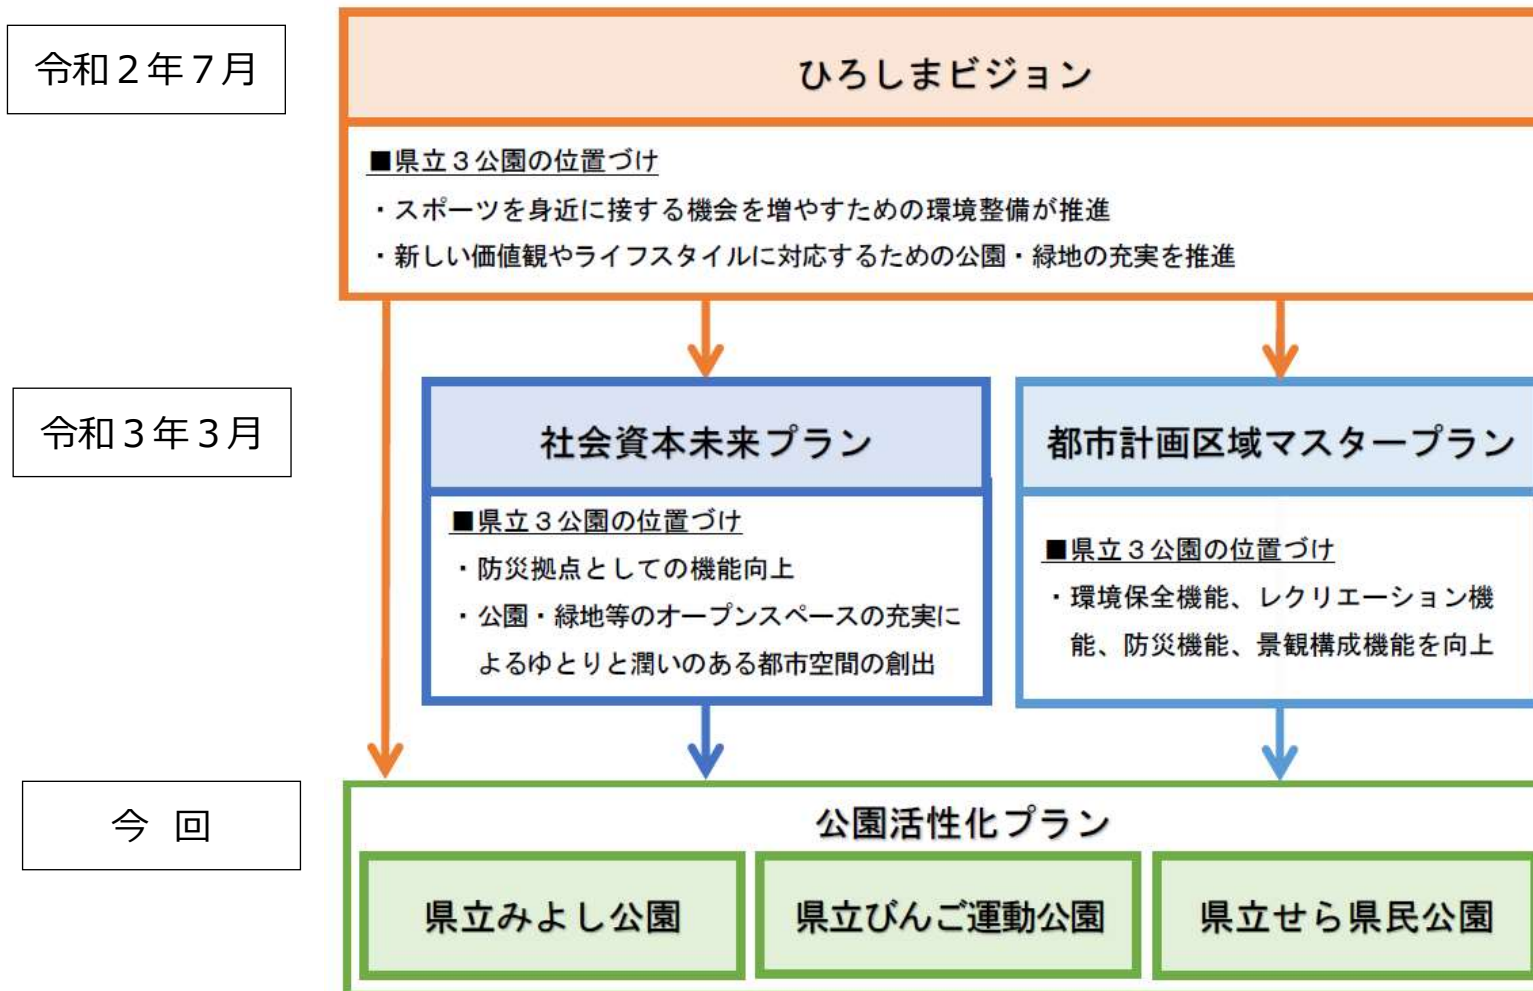 令和２年７月
ひろしまビジョン
■県立３公園の位置づけ
・スポーツを身近に接する機会を増やすための環境整備が推進
・新しい価値観やライフスタイルに対応するための公園・緑地の充実を推進
令和３年３月
社会資本未来プラン
■県立３公園の位置づけ
・防災拠点としての機能向上
・公園・緑地等のオープンスペースの充実に
よるゆとりと潤いのある都市空間の創出
都市計画区域マスタープラン
■県立３公園の位置づけ
・環境保全機能、レクリエーション機
能、防災機能、景観構成機能を向上
今 回
公園活性化プラン
県立みよし公園
県立びんご運動公園
県立せら県民公園